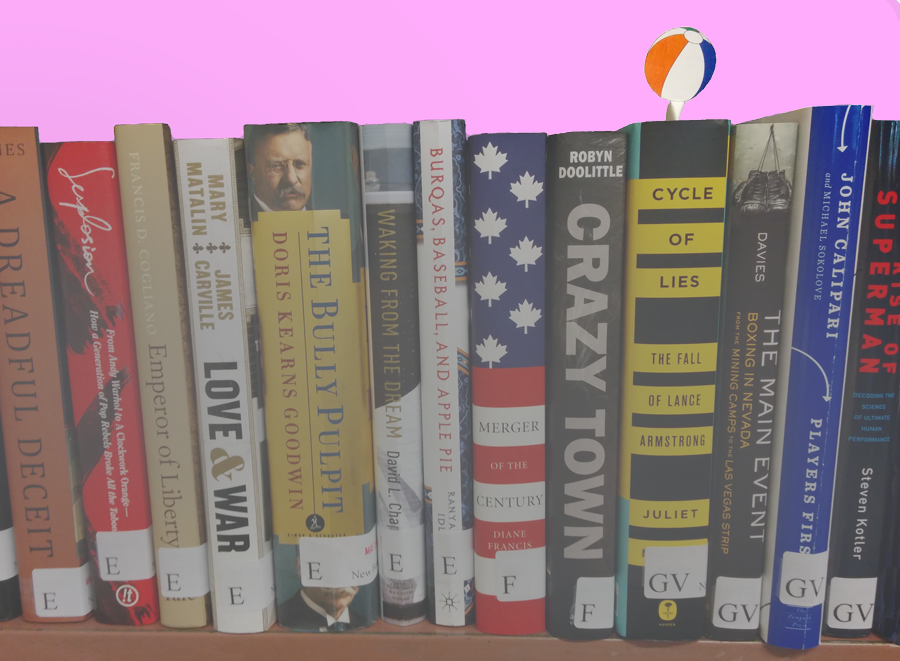 NES
A DREADFUL DECEIT
E
Sexplosion
From Andy Warhol to A Clockwork Orange—
How a Generation of Pop Rebels Broke All the Taboos
E
FRANCIS D. COGLIANO
Emperor of Liberty
E
MARY
MATALIN
JAMES
CARVILLE
LOVE & WAR
E
THE BULLY PULPIT
DORIS KEARNS GOODWIN
E
New
WAKING FROM THE DREAM
David L. Chap
E
BURQAS, BASEBALL, AND APPLE PIE
RANYA
IDL
E
MERGER
OF THE
CENTURY
DIANE
FRANCIS
F
ROBYN
DOOLITTLE
CRAZY TOWN
F
CYCLE
OF
LIES
THE FALL
OF LANCE
ARMSTRONG
JULIET
GV
DAVIES
THE MAIN EVENT
BOXING IN NEVADA
FROM THE MINING CAMPS TO THE LAS VEGAS STRIP
GV
JOHN CALIPARI
and MICHAEL SOKOLOVE
PLAYERS FIRS
GV
RISE OF
SUPERMAN
DECODING THE
SCIENCE
OF ULTIMATE
HUMAN
PERFORMANCE
Steven Kotler
GV